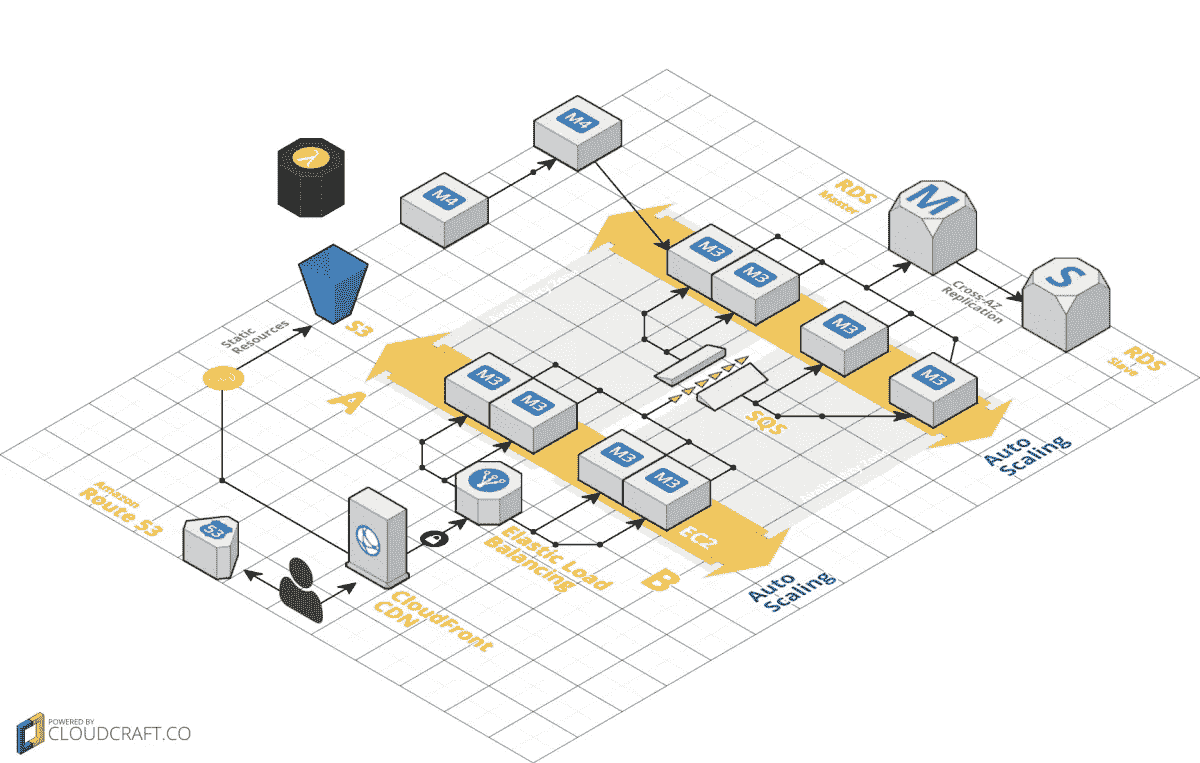 M4
M4
RDS
Master
M
S
Cross-AZ
Replication
RDS
Slave
M3
M3
M3
M3
Static
Resources
S3
A
M3
M3
M3
M3
SQS
Auto
Scaling
Amazon
Route 53
53
EC2
Elastic Load
Balancing
B
Auto
Scaling
CloudFront
CDN
POWERED BY
CLOUDCRAFT.CO